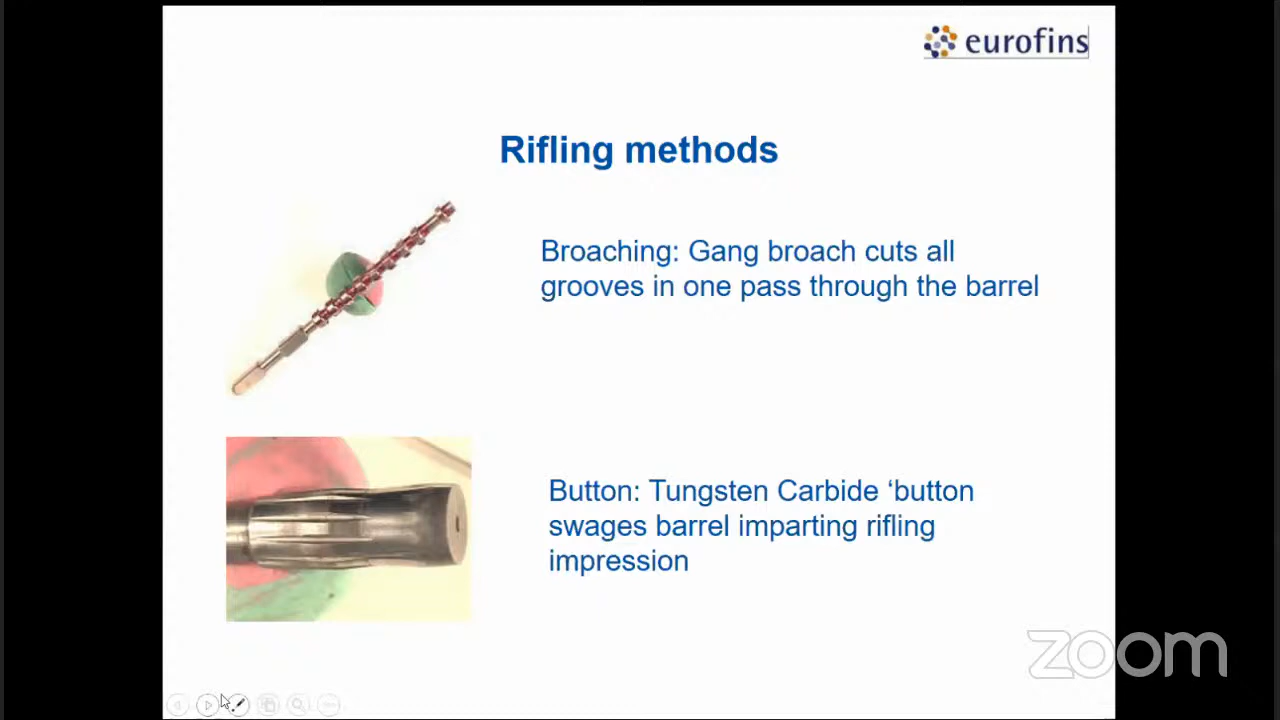 eurofins
Rifling methods
Broaching: Gang broach cuts all
grooves in one pass through the barrel
Button: Tungsten Carbide ‘button
swages barrel imparting rifling
impression
zoom